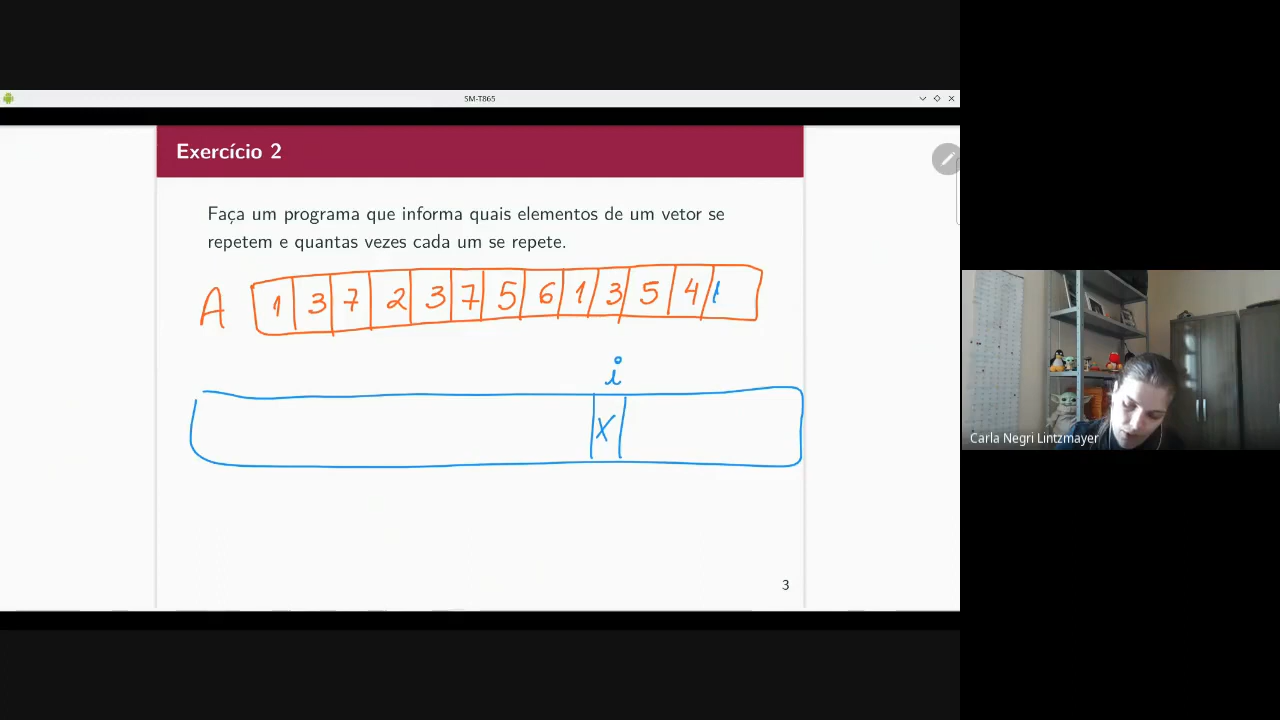 SM-T865
Exercício 2
Faça um programa que informa quais elementos de um vetor se
repetem e quantas vezes cada um se repete.
A 1 3 7 2 3 7 5 6 1 3 5 4
i
X
3
Carla Negri Lintzmayer